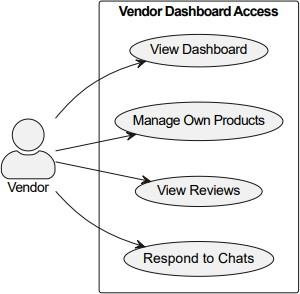 Vendor Dashboard Access
View Dashboard
Manage Own Products
Vendor
View Reviews
Respond to Chats